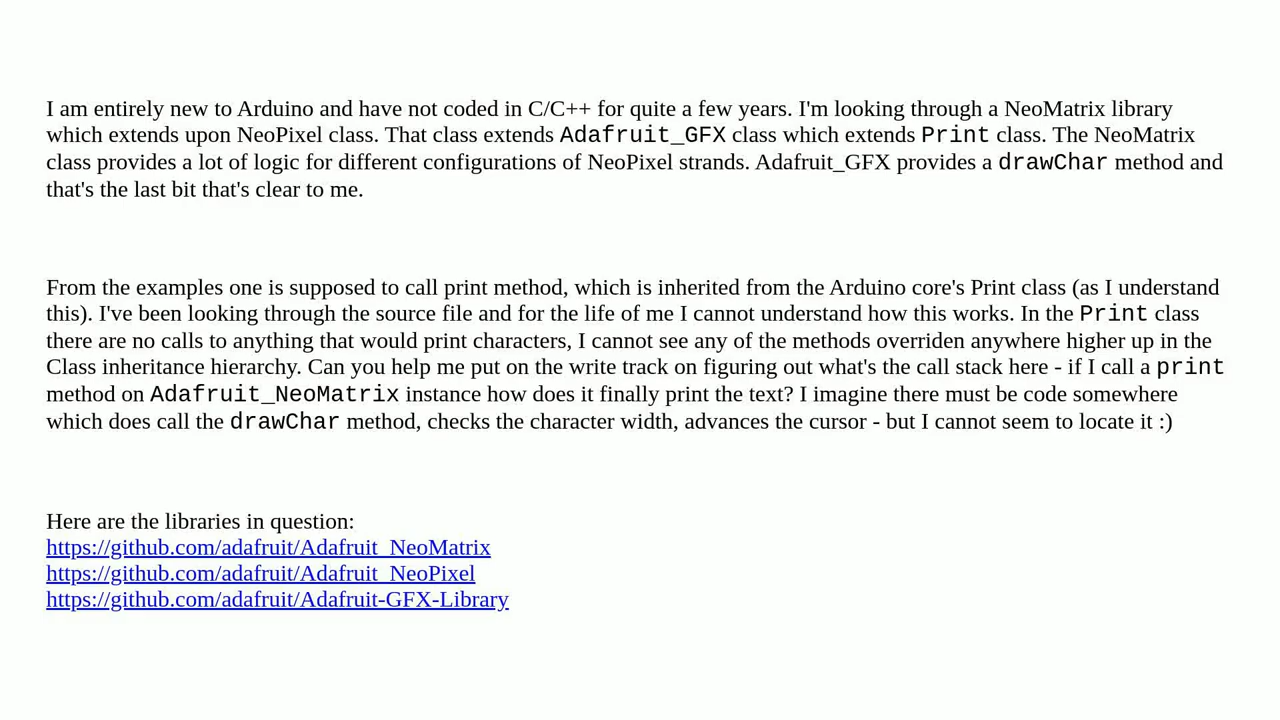 I am entirely new to Arduino and have not coded in C/C++ for quite a few years. I'm looking through a NeoMatrix library
which extends upon NeoPixel class. That class extends Adafruit_GFX class which extends Print class. The NeoMatrix
class provides a lot of logic for different configurations of NeoPixel strands. Adafruit_GFX provides a drawChar method and
that's the last bit that's clear to me.
From the examples one is supposed to call print method, which is inherited from the Arduino core's Print class (as I understand
this). I've been looking through the source file and for the life of me I cannot understand how this works. In the Print class
there are no calls to anything that would print characters, I cannot see any of the methods overriden anywhere higher up in the
Class inheritance hierarchy. Can you help me put on the write track on figuring out what's the call stack here - if I call a print
method on Adafruit_NeoMatrix instance how does it finally print the text? I imagine there must be code somewhere
which does call the drawChar method, checks the character width, advances the cursor - but I cannot seem to locate it :)
Here are the libraries in question:
https://github.com/adafruit/Adafruit_NeoMatrix
https://github.com/adafruit/Adafruit_NeoPixel
https://github.com/adafruit/Adafruit-GFX-Library